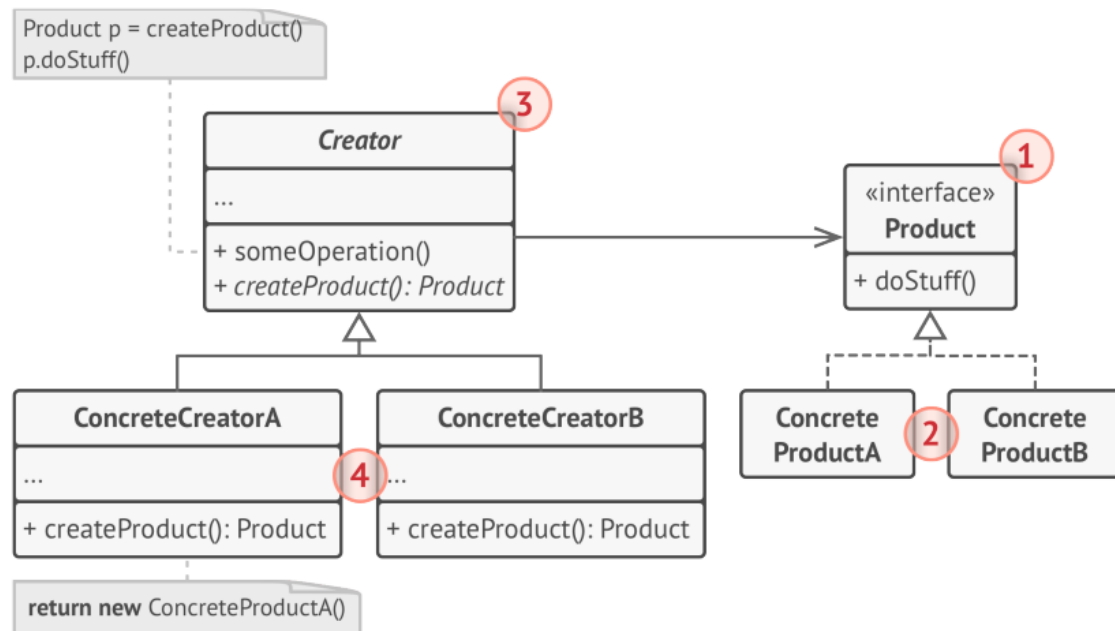 Product p = createProduct()
p.doStuff()
3
Creator
...
+ someOperation()
+ createProduct(): Product
1
«interface»
Product
+ doStuff()
ConcreteCreatorA
...
+ createProduct(): Product
4
ConcreteCreatorB
...
+ createProduct(): Product
Concrete
ProductA
2
Concrete
ProductB
return new ConcreteProductA()